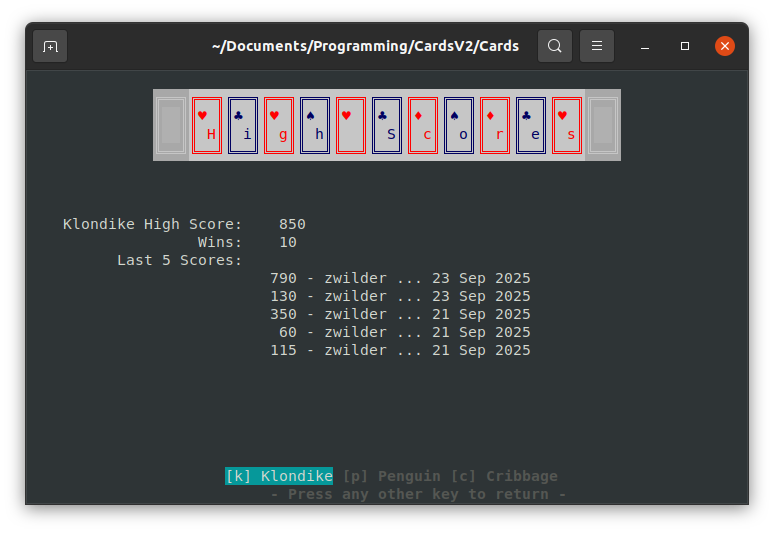 ~/Documents/Programming/CardsV2/Cards
♥ ♣ ♥ ♠ ♥ ♣ ♦ ♠ ♦ ♣ ♥
H i g h S c o r e s
Klondike High Score: 850
Wins: 10
Last 5 Scores:
790 - zwilder ... 23 Sep 2025
130 - zwilder ... 23 Sep 2025
350 - zwilder ... 21 Sep 2025
60 - zwilder ... 21 Sep 2025
115 - zwilder ... 21 Sep 2025
[k] Klondike [p] Penguin [c] Cribbage
- Press any other key to return -